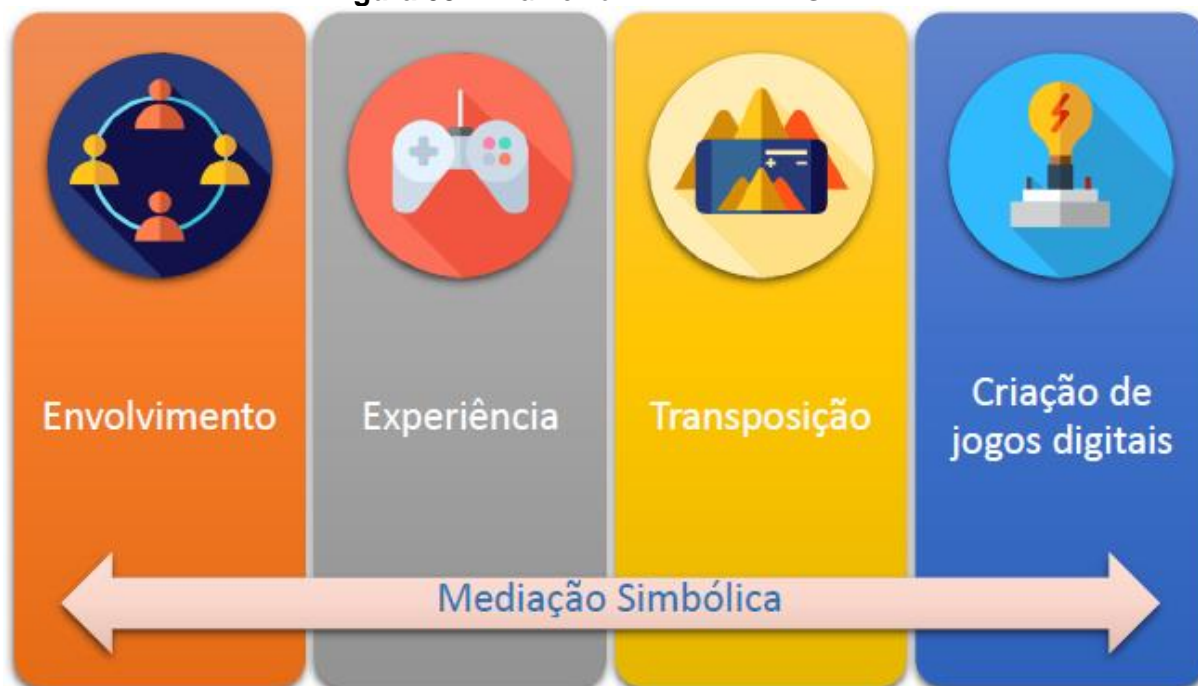 Envolvimento
Experiência
Transposição
Criação de
jogos digitais
Mediação Simbólica